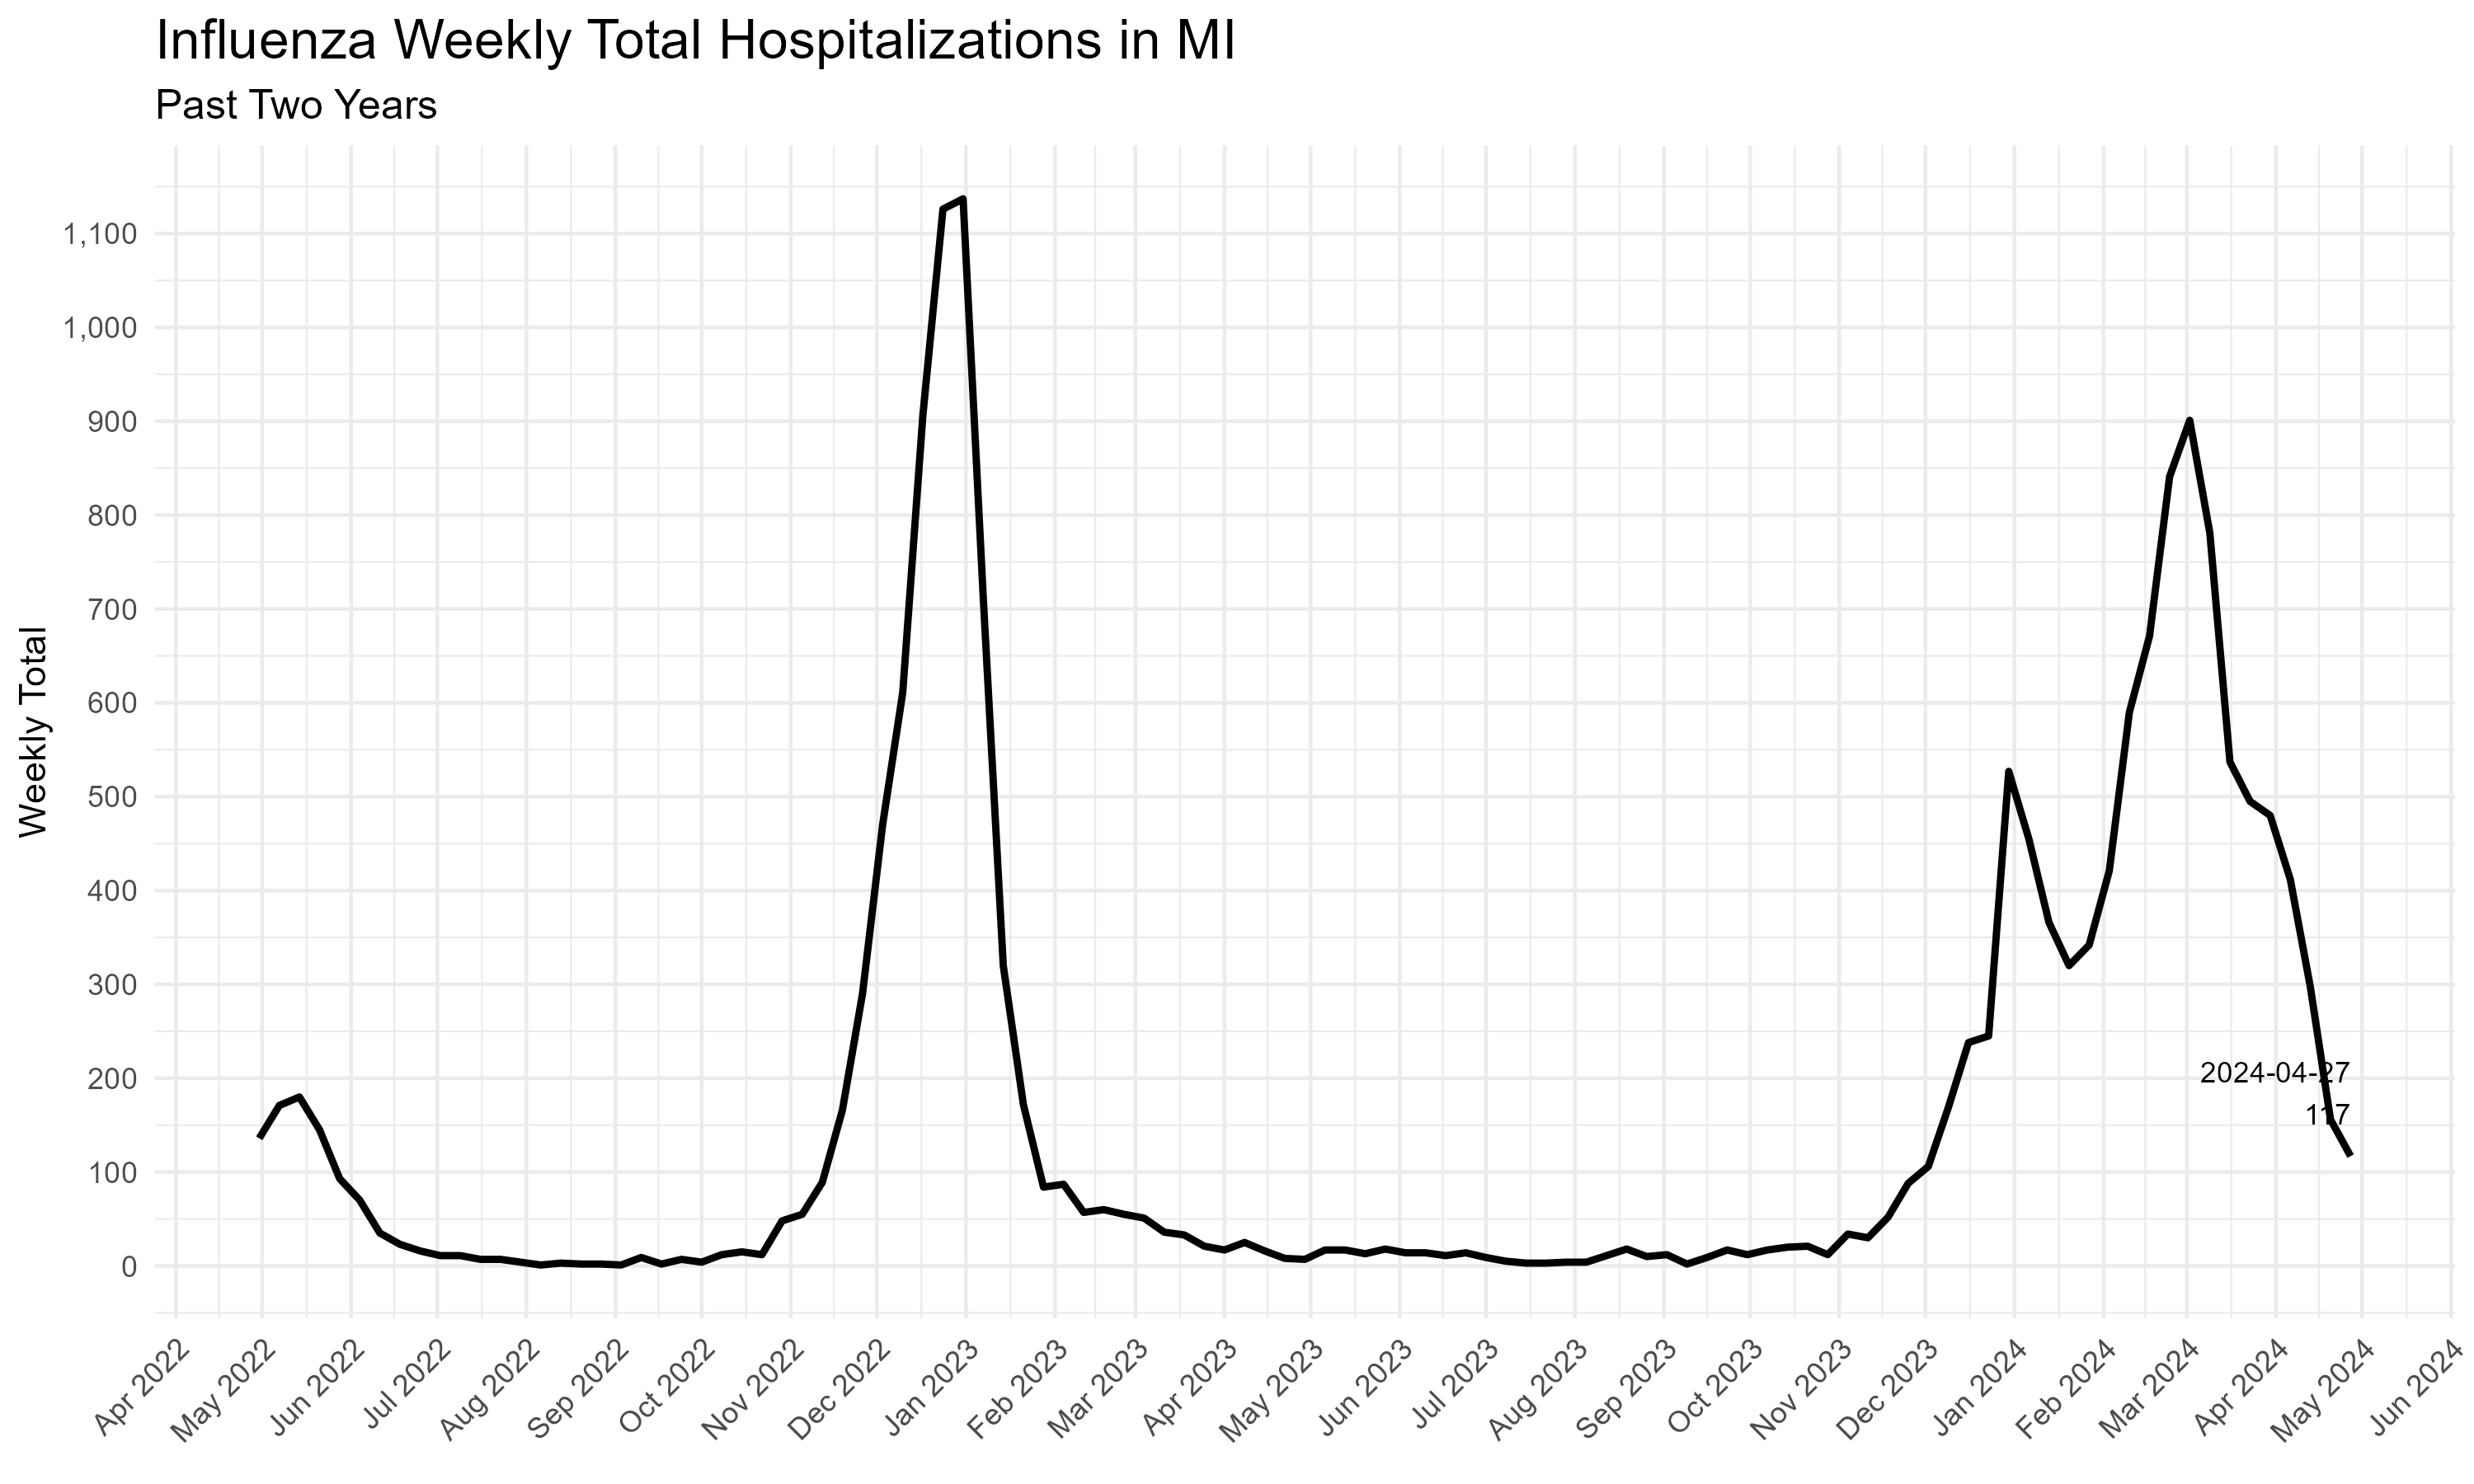 Influenza Weekly Total Hospitalizations in MI
Past Two Years
Weekly Total
1,100
1,000
900
800
700
600
500
400
300
200
100
0
2024-04-27
117
Apr 2022
May 2022
Jun 2022
Jul 2022
Aug 2022
Sep 2022
Oct 2022
Nov 2022
Dec 2022
Jan 2023
Feb 2023
Mar 2023
Apr 2023
May 2023
Jun 2023
Jul 2023
Aug 2023
Sep 2023
Oct 2023
Nov 2023
Dec 2023
Jan 2024
Feb 2024
Mar 2024
Apr 2024
May 2024
Jun 2024